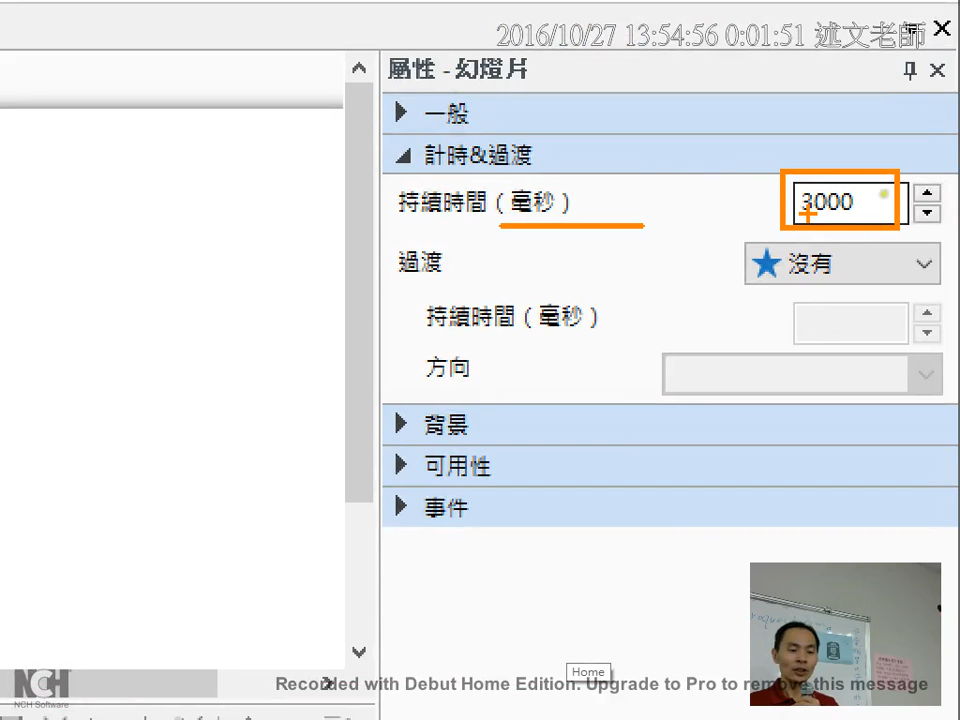 2016/10/27 13:54:56 0:01:51 述文老師
屬性 - 幻燈片
一般
計時&過渡
持續時間（毫秒）
3000
過渡
沒有
持續時間（毫秒）
方向
背景
可用性
事件
Home
NCH
NCH Software
Recorded with Debut Home Edition. Upgrade to Pro to remove this message